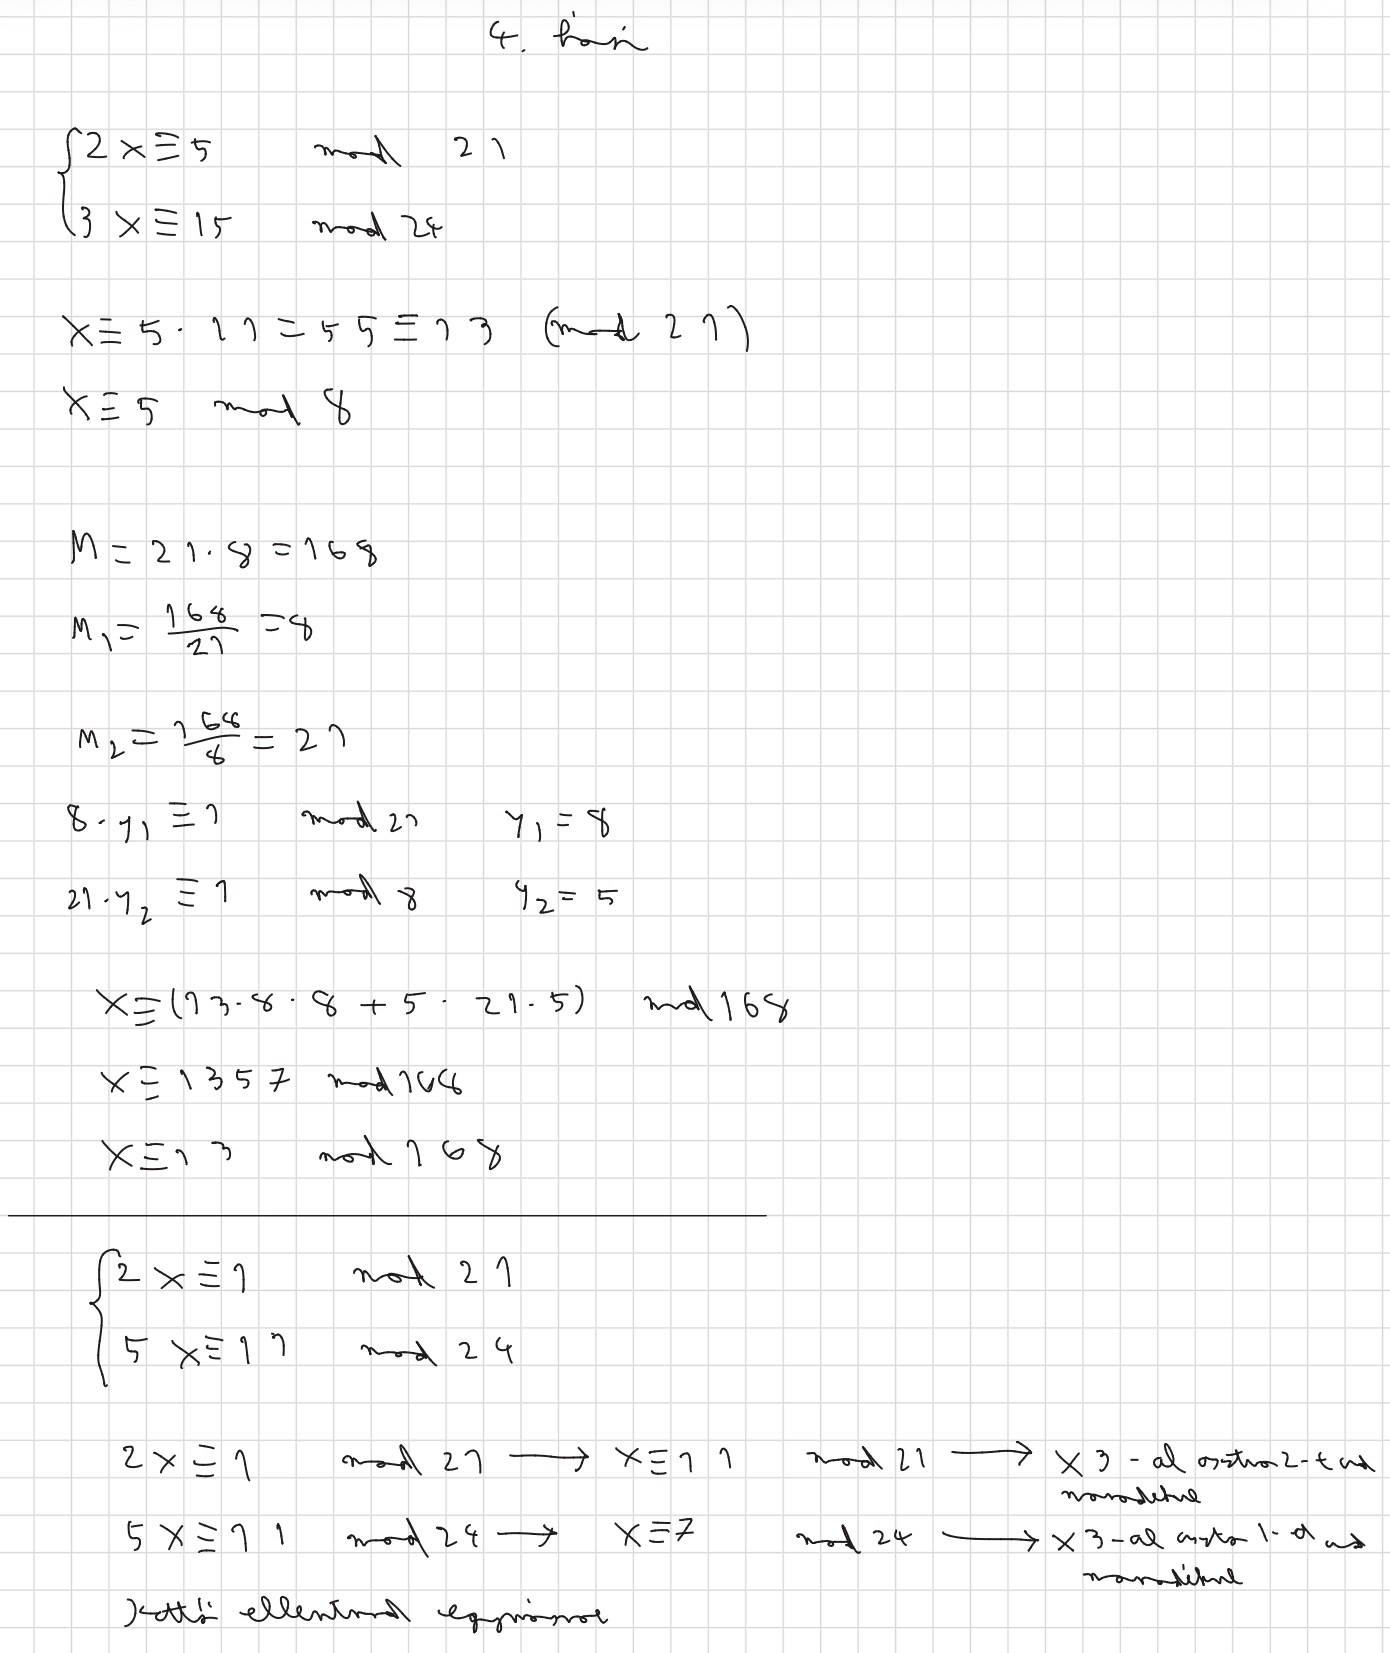 4. házi
2x≡5 mod 21
3x≡15 mod 24
x≡5·11=55≡13 (mod 21)
x≡5 mod 8
M=21·8=168
M₁=168/21=8
M₂=168/8=21
8·y₁≡1 mod 21 y₁=8
21·y₂≡1 mod 8 y₂=5
x≡(13·8·8+5·21·5) mod 168
x≡1357 mod 168
x≡13 mod 168
2x≡1 mod 21
5x≡11 mod 24
2x≡1 mod 21 → x≡11 mod 21 → x 3-al osztva 2-t ad
maradékul
5x≡11 mod 24 → x≡7 mod 24 → x 3-al osztva 1-et ad
maradékul
Kettő ellentmond egymásnak